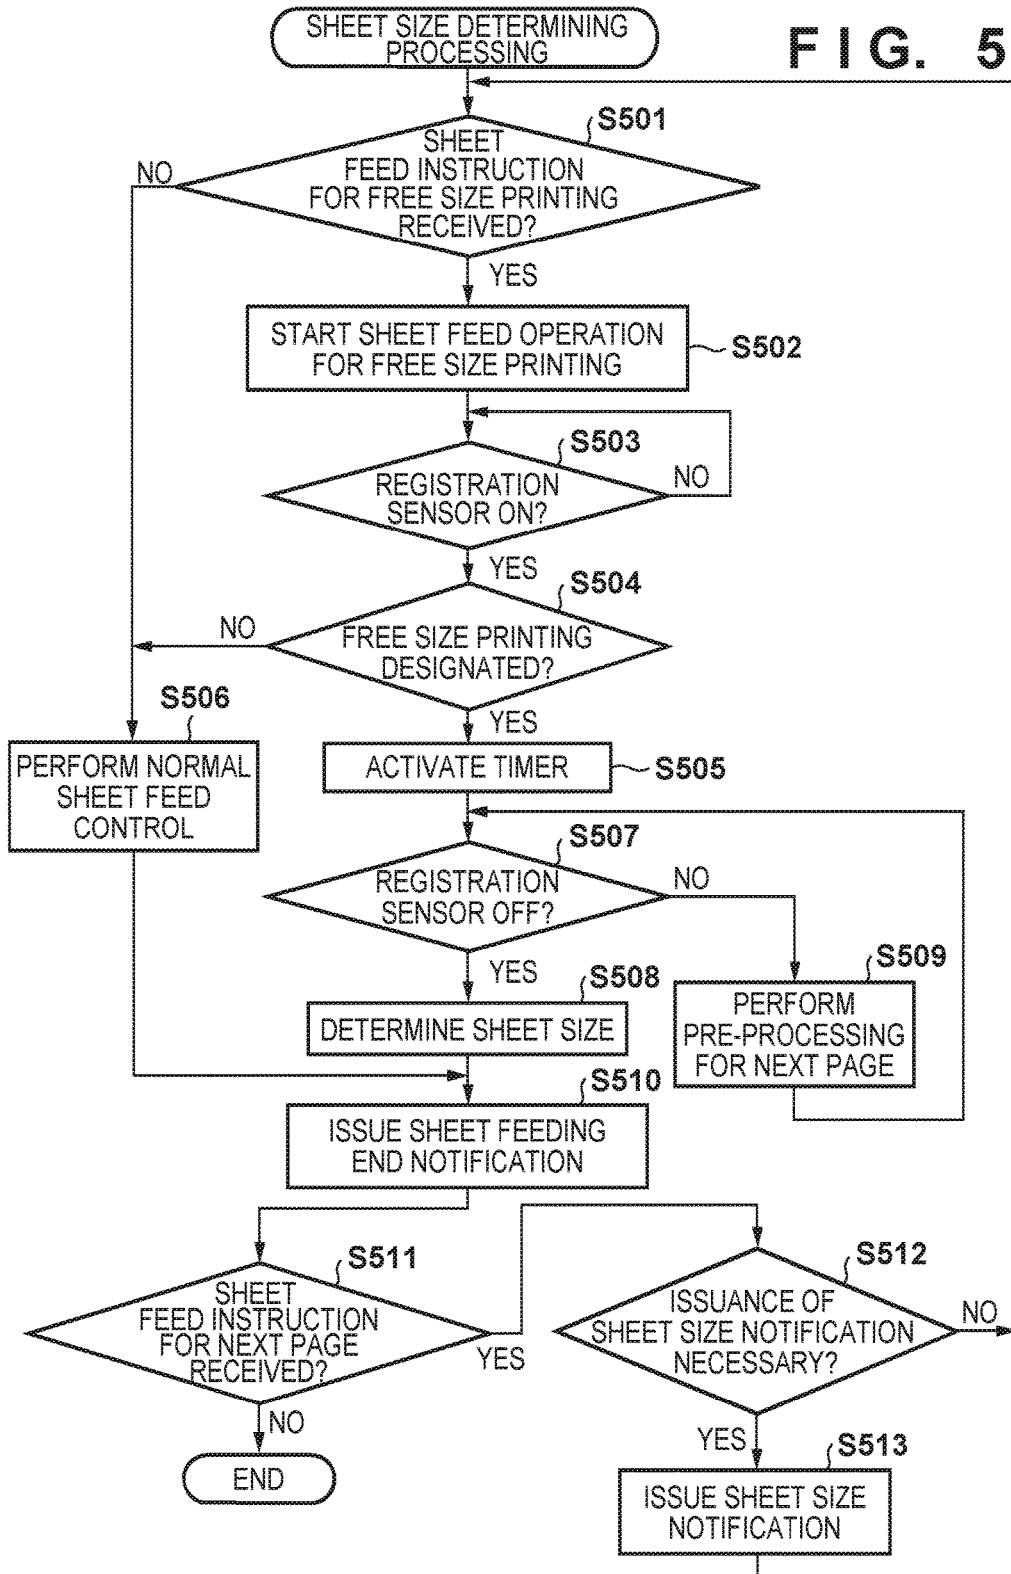 SHEET SIZE DETERMINING
PROCESSING
FIG. 5
S501
SHEET
FEED INSTRUCTION
FOR FREE SIZE PRINTING
RECEIVED?
NO
YES
START SHEET FEED OPERATION
FOR FREE SIZE PRINTING
S502
S503
REGISTRATION
SENSOR ON?
NO
YES
S504
FREE SIZE PRINTING
DESIGNATED?
NO
YES
S506
PERFORM NORMAL
SHEET FEED
CONTROL
ACTIVATE TIMER
S505
S507
REGISTRATION
SENSOR OFF?
NO
YES
S508
DETERMINE SHEET SIZE
S509
PERFORM
PRE-PROCESSING
FOR NEXT PAGE
S510
ISSUE SHEET FEEDING
END NOTIFICATION
S511
SHEET
FEED INSTRUCTION
FOR NEXT PAGE
RECEIVED?
YES
NO
END
S512
ISSUANCE OF
SHEET SIZE NOTIFICATION
NECESSARY?
NO
YES
S513
ISSUE SHEET SIZE
NOTIFICATION